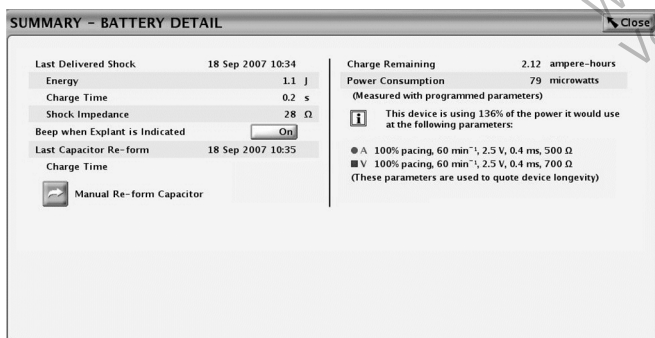 SUMMARY – BATTERY DETAIL
Close
Last Delivered Shock 18 Sep 2007 10:34
Energy 1.1 J
Charge Time 0.2 s
Shock Impedance 28 Ω
Beep when Explant is Indicated On
Last Capacitor Re-form 18 Sep 2007 10:35
Charge Time
Manual Re-form Capacitor
Charge Remaining 2.12 ampere-hours
Power Consumption 79 microwatts
(Measured with programmed parameters)
i This device is using 136% of the power it would use
at the following parameters:
A 100% pacing, 60 min⁻¹, 2.5 V, 0.4 ms, 500 Ω
V 100% pacing, 60 min⁻¹, 2.5 V, 0.4 ms, 700 Ω
(These parameters are used to quote device longevity)